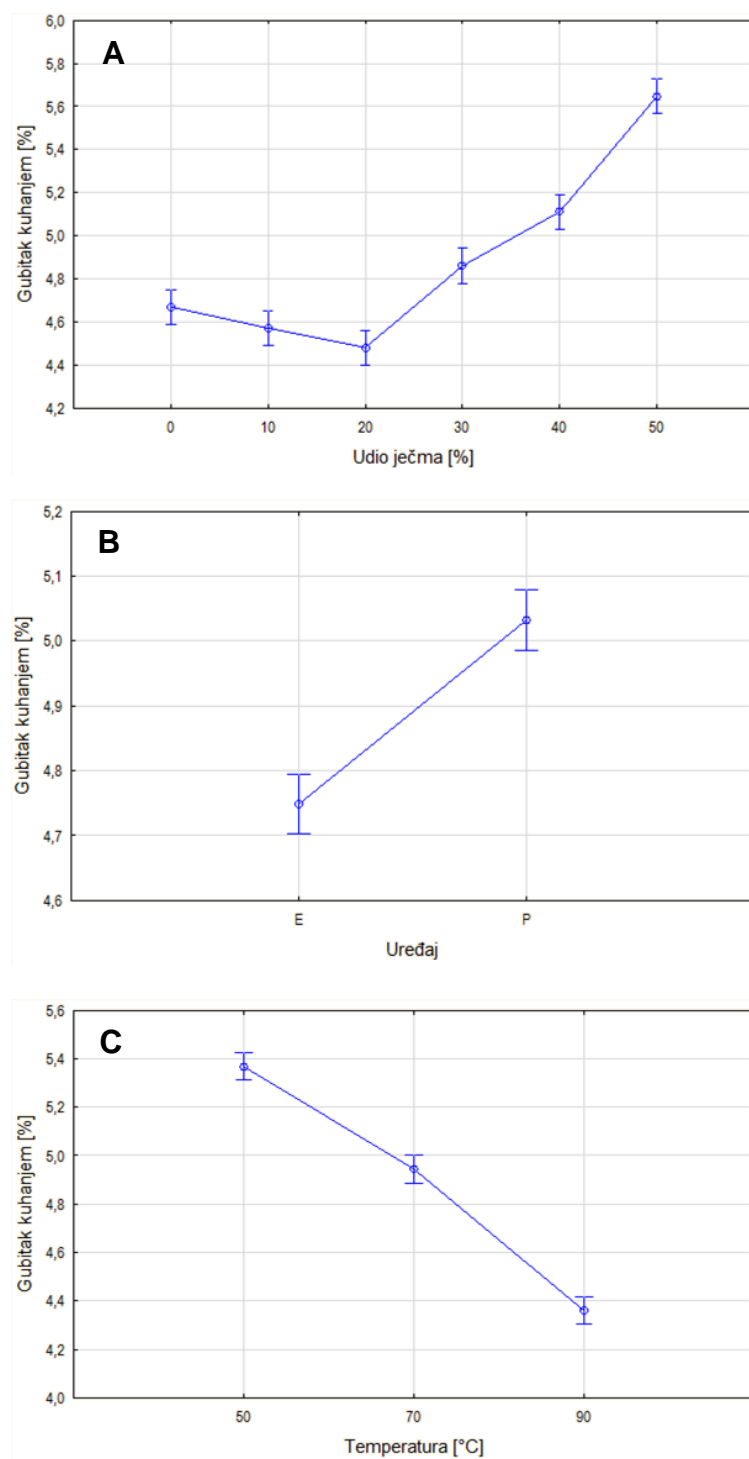 A
Gubitak kuhanjem [%]
6,0
5,8
5,6
5,4
5,2
5,0
4,8
4,6
4,4
4,2
0 10 20 30 40 50
Udio ječma [%]
B
Gubitak kuhanjem [%]
5,2
5,1
5,0
4,9
4,8
4,7
4,6
E P
Uređaj
C
Gubitak kuhanjem [%]
5,6
5,4
5,2
5,0
4,8
4,6
4,4
4,2
4,0
50 70 90
Temperatura [°C]